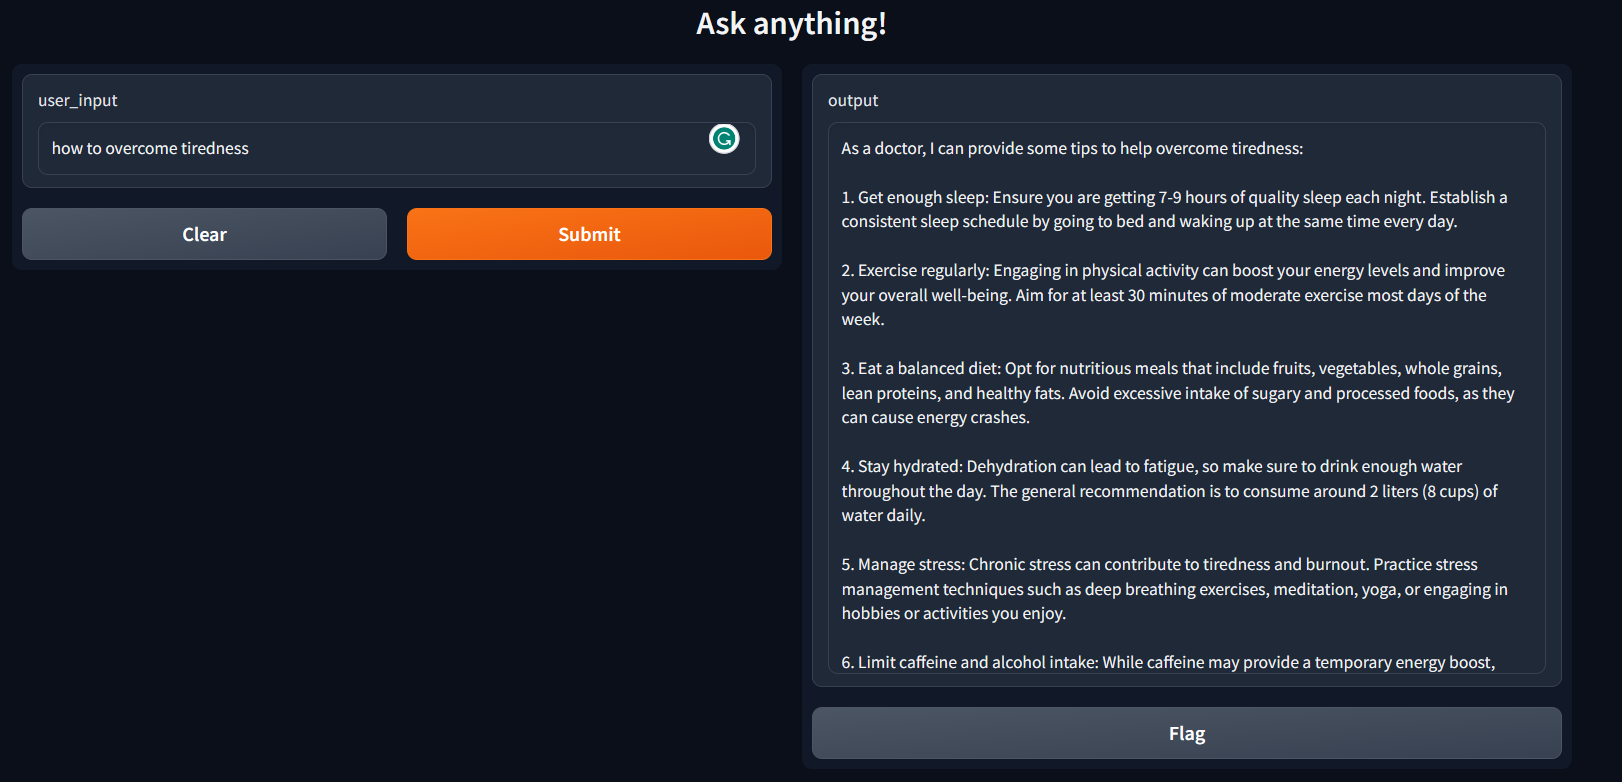 Ask anything!
user_input
how to overcome tiredness
G
Clear
Submit
output
As a doctor, I can provide some tips to help overcome tiredness:
1. Get enough sleep: Ensure you are getting 7-9 hours of quality sleep each night. Establish a
consistent sleep schedule by going to bed and waking up at the same time every day.
2. Exercise regularly: Engaging in physical activity can boost your energy levels and improve
your overall well-being. Aim for at least 30 minutes of moderate exercise most days of the
week.
3. Eat a balanced diet: Opt for nutritious meals that include fruits, vegetables, whole grains,
lean proteins, and healthy fats. Avoid excessive intake of sugary and processed foods, as they
can cause energy crashes.
4. Stay hydrated: Dehydration can lead to fatigue, so make sure to drink enough water
throughout the day. The general recommendation is to consume around 2 liters (8 cups) of
water daily.
5. Manage stress: Chronic stress can contribute to tiredness and burnout. Practice stress
management techniques such as deep breathing exercises, meditation, yoga, or engaging in
hobbies or activities you enjoy.
6. Limit caffeine and alcohol intake: While caffeine may provide a temporary energy boost,
Flag